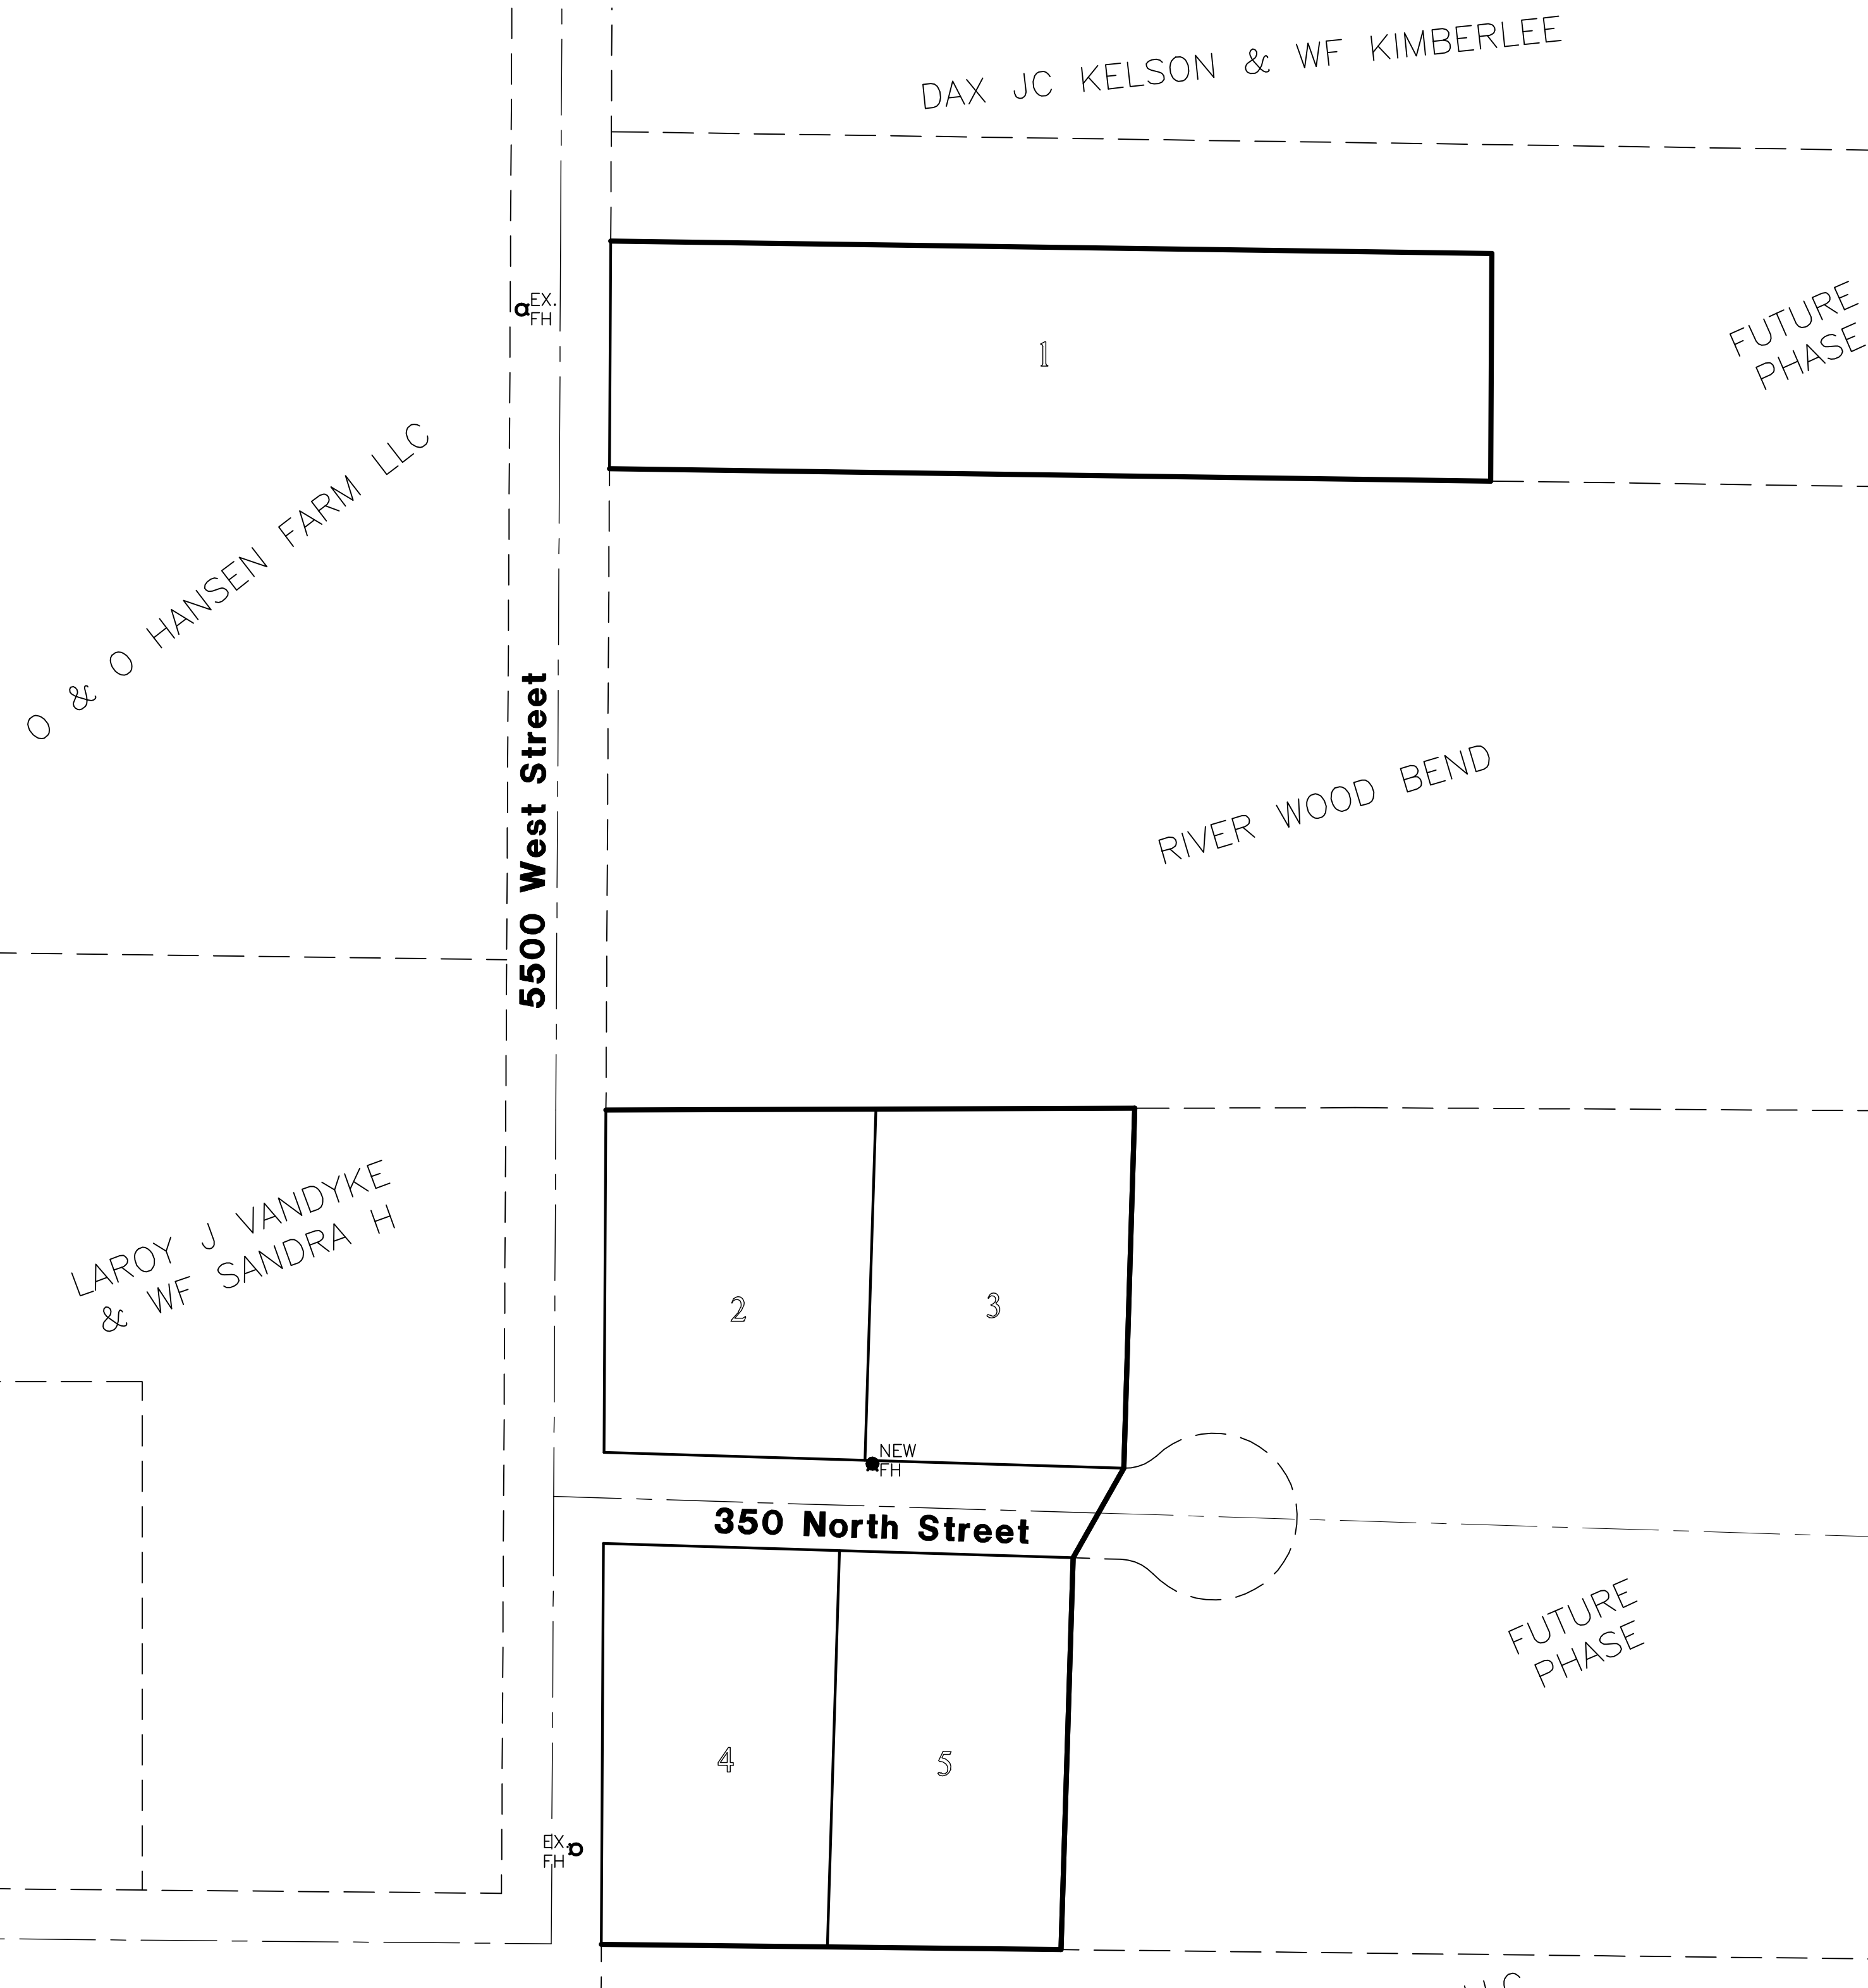 DAX JC KELSON & WF KIMBERLEE
EX.
FH
1
FUTURE
PHASE
O & O HANSEN FARM LLC
5500 West Street
RIVER WOOD BEND
LAROY J VANDYKE
& WF SANDRA H
2
3
NEW
FH
350 North Street
FUTURE
PHASE
4
5
EX.
FH